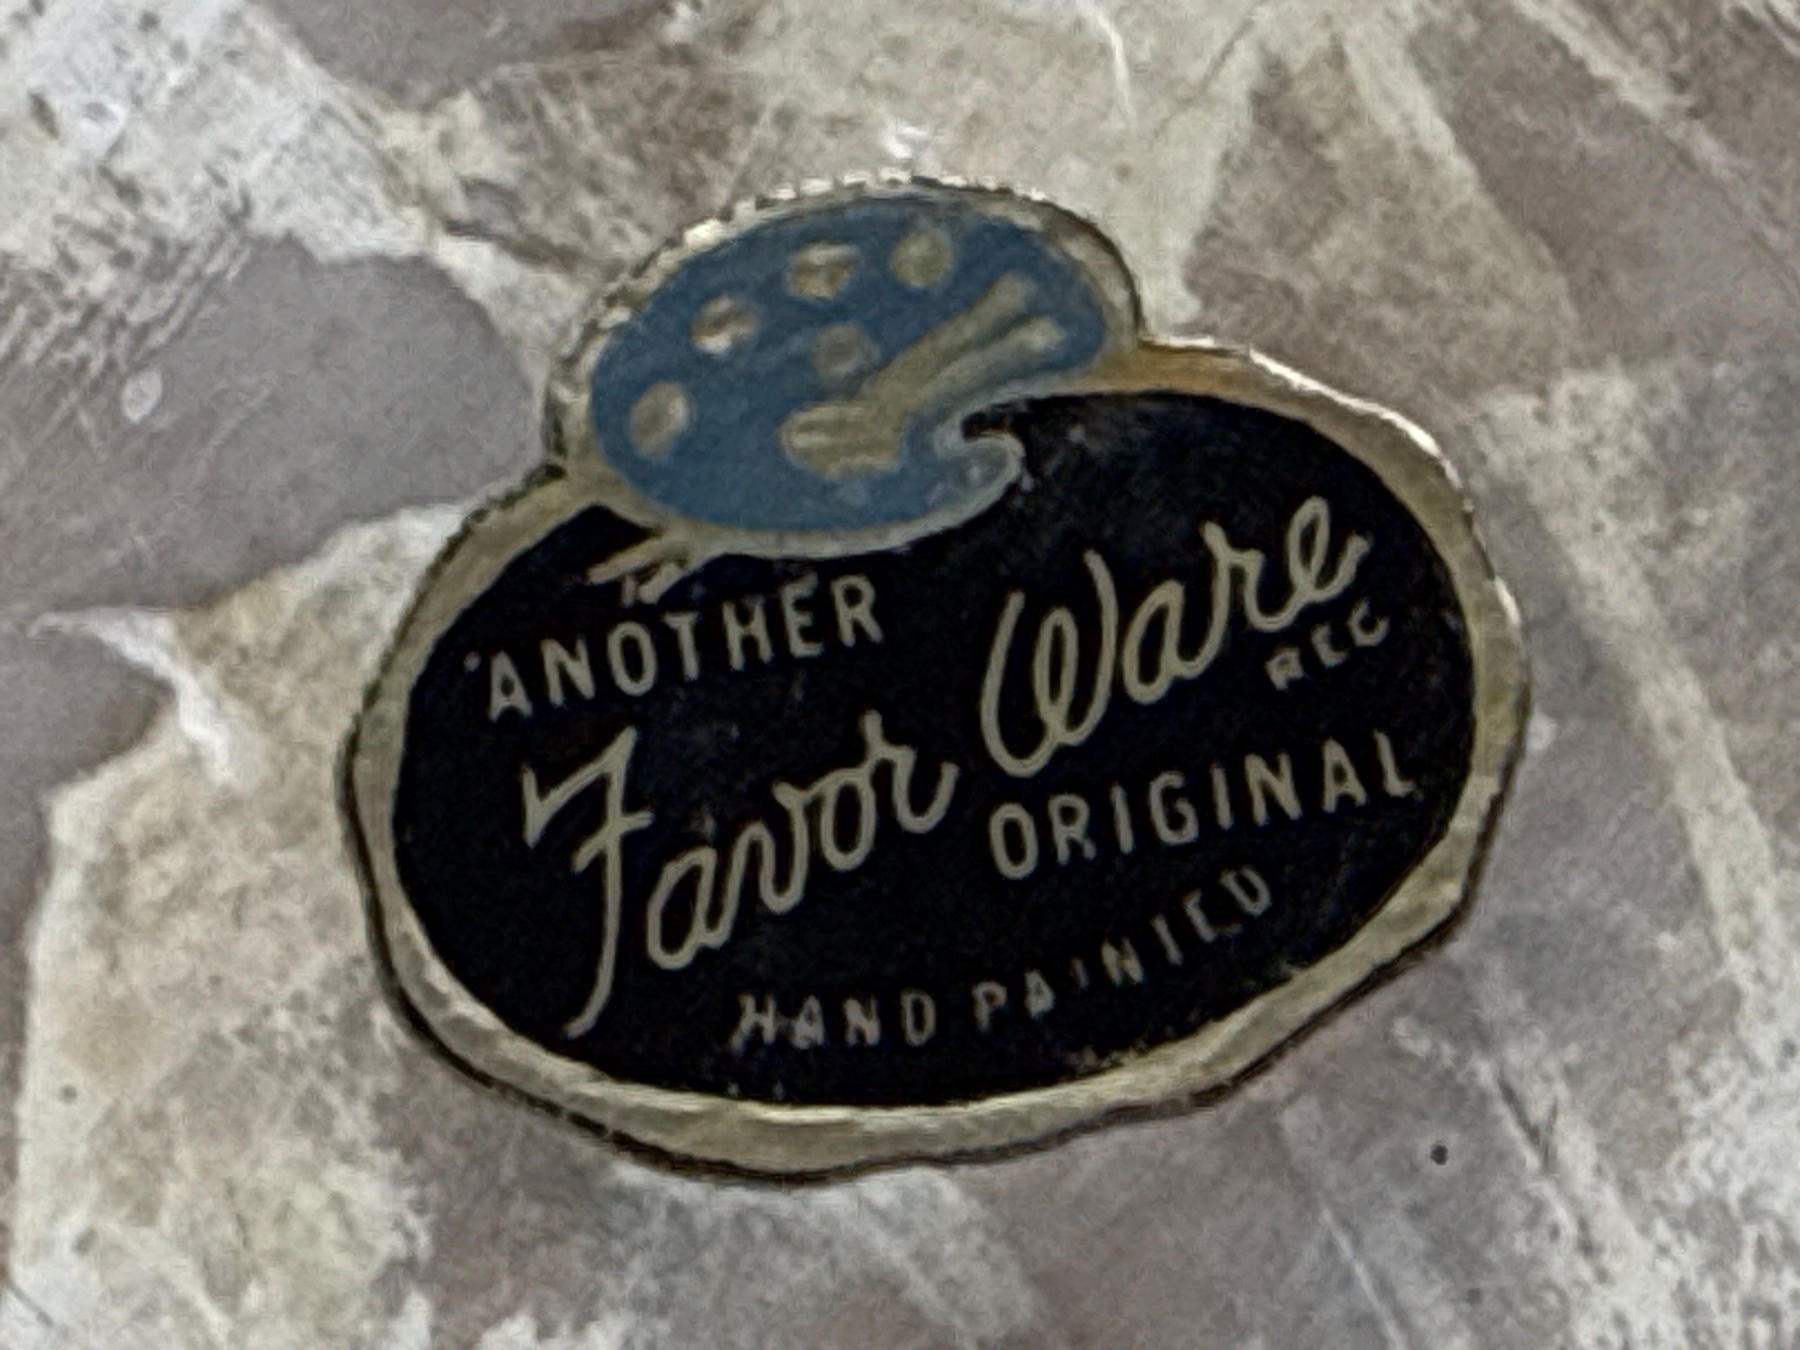 ANOTHER
Favor Ware
REG
ORIGINAL
HAND PAINTED